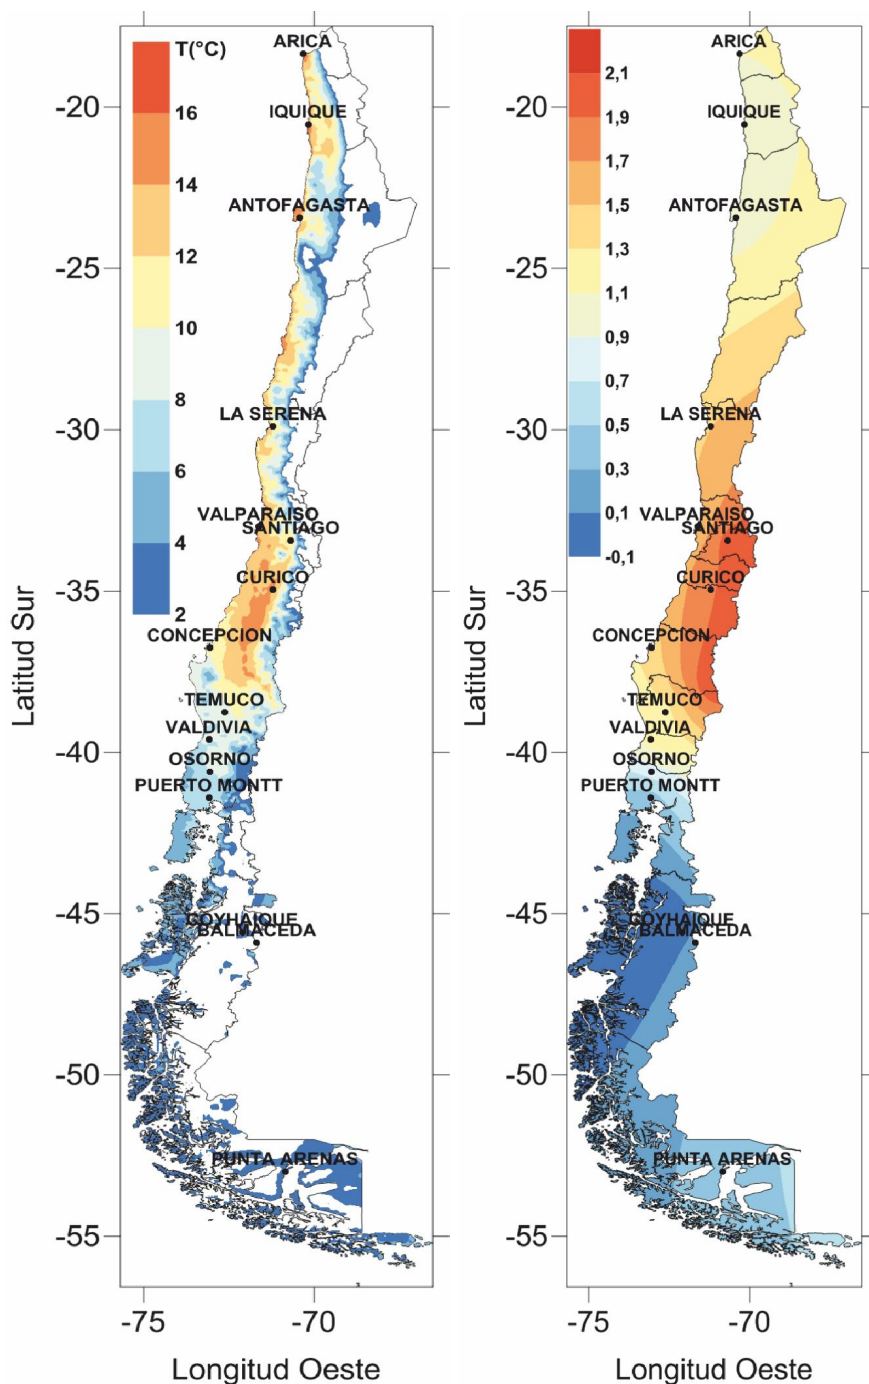 T(°C)
16
14
12
10
8
6
4
2
-20
-25
-30
-35
-40
-45
-50
-55
Latitud Sur
ARICA
IQUIQUE
ANTOFAGASTA
LA SERENA
VALPARAISO
SANTIAGO
CURICO
CONCEPCION
TEMUCO
VALDIVIA
OSORNO
PUERTO MONTT
COYHAIQUE
BALMACEDA
PUNTA ARENAS
-75
-70
Longitud Oeste
2,1
1,9
1,7
1,5
1,3
1,1
0,9
0,7
0,5
0,3
0,1
-0,1
-20
-25
-30
-35
-40
-45
-50
-55
Latitud Sur
ARICA
IQUIQUE
ANTOFAGASTA
LA SERENA
VALPARAISO
SANTIAGO
CURICO
CONCEPCION
TEMUCO
VALDIVIA
OSORNO
PUERTO MONTT
COYHAIQUE
BALMACEDA
PUNTA ARENAS
-75
-70
Longitud Oeste